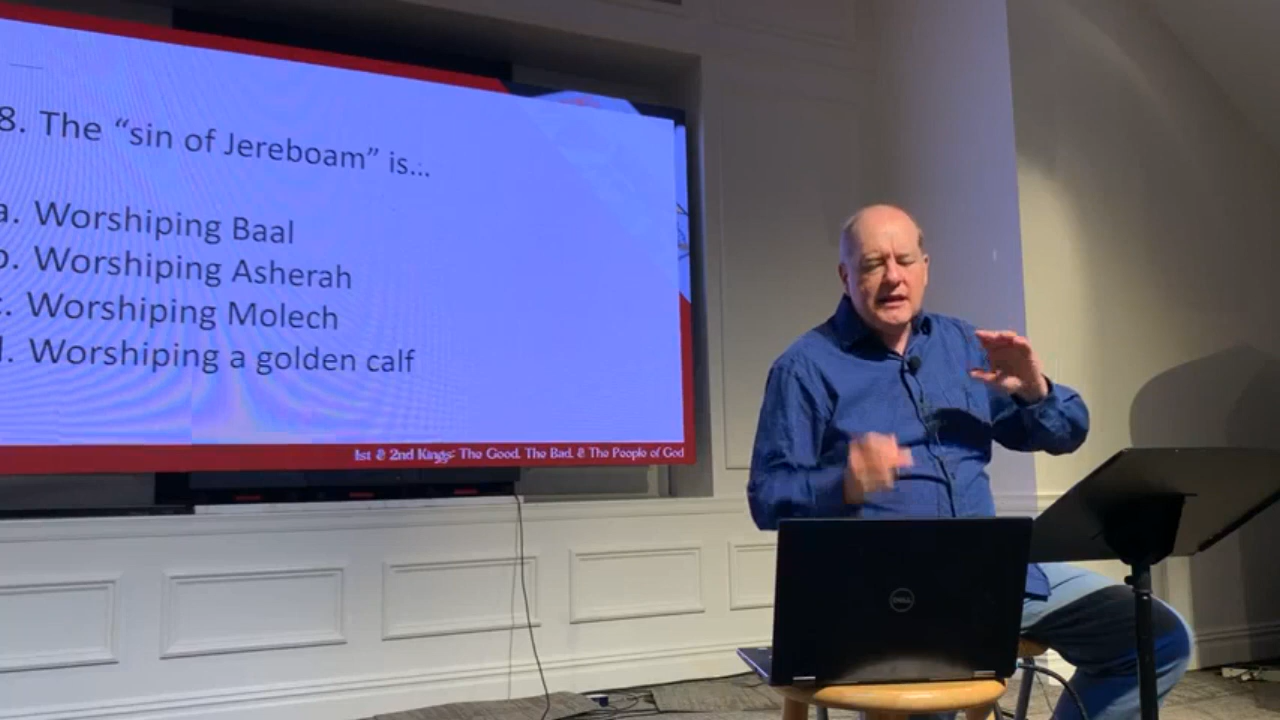 8. The “sin of Jereboam” is...
a. Worshiping Baal
b. Worshiping Asherah
c. Worshiping Molech
d. Worshiping a golden calf
1st & 2nd Kings: The Good, The Bad, & The People of God
DELL